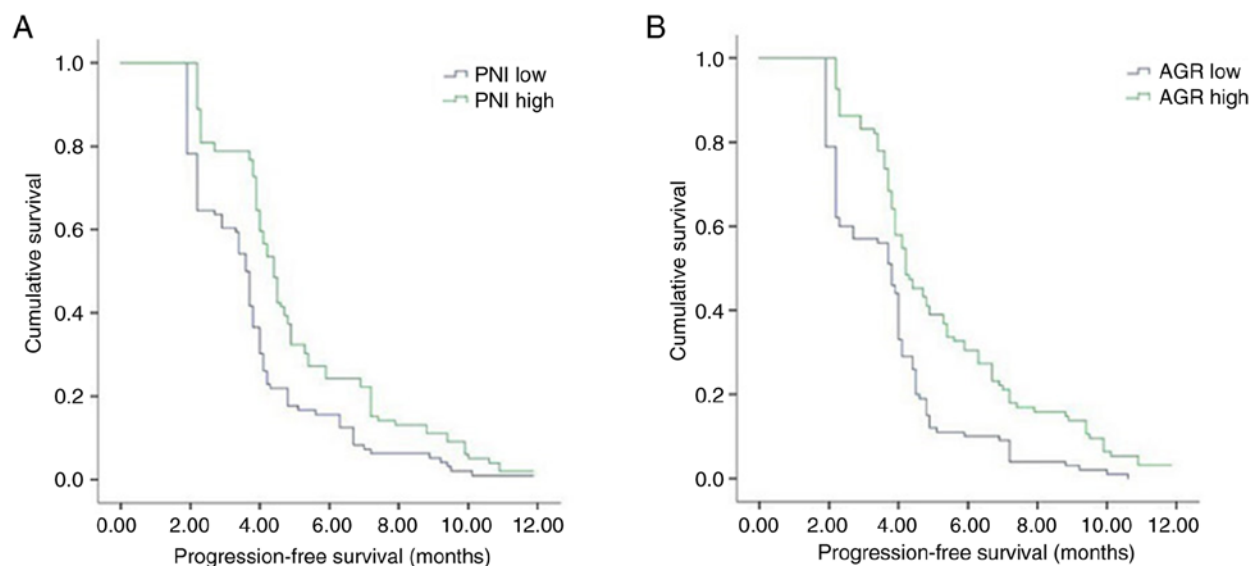 A
PNI low
PNI high
1.0
0.8
0.6
0.4
0.2
0.0
Cumulative survival
0.00 2.00 4.00 6.00 8.00 10.00 12.00
Progression-free survival (months)
B
AGR low
AGR high
1.0
0.8
0.6
0.4
0.2
0.0
Cumulative survival
0.00 2.00 4.00 6.00 8.00 10.00 12.00
Progression-free survival (months)